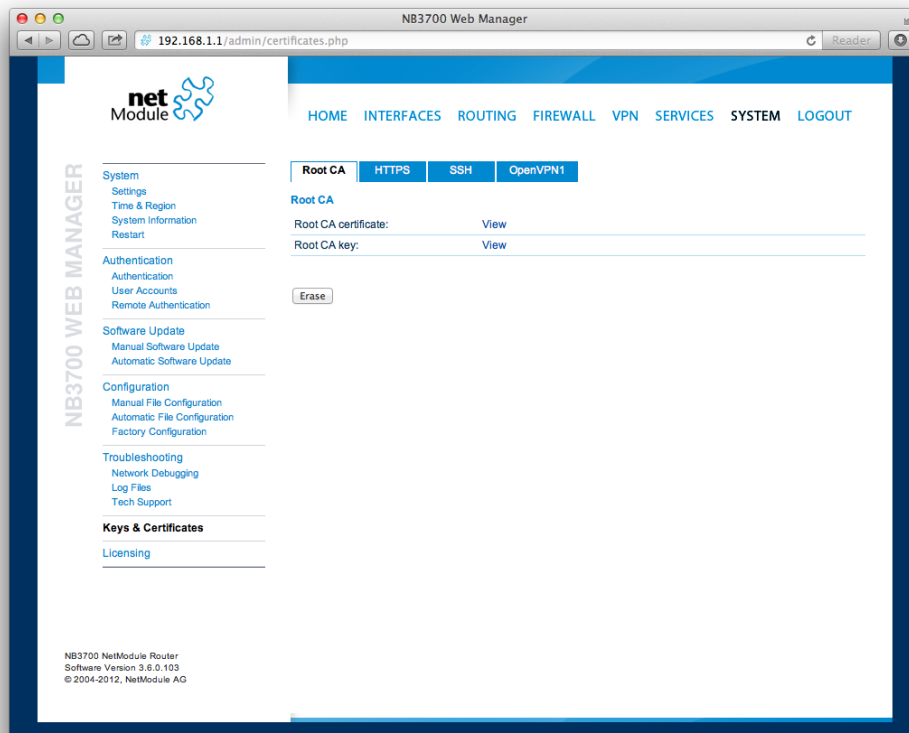 NB3700 Web Manager
192.168.1.1/admin/certificates.php
Reader
net
Module
HOME INTERFACES ROUTING FIREWALL VPN SERVICES SYSTEM LOGOUT
NB3700 WEB MANAGER
System
Settings
Time & Region
System Information
Restart
Authentication
Authentication
User Accounts
Remote Authentication
Software Update
Manual Software Update
Automatic Software Update
Configuration
Manual File Configuration
Automatic File Configuration
Factory Configuration
Troubleshooting
Network Debugging
Log Files
Tech Support
Keys & Certificates
Licensing
Root CA HTTPS SSH OpenVPN1
Root CA
Root CA certificate: View
Root CA key: View
Erase
NB3700 NetModule Router
Software Version 3.6.0.103
© 2004-2012, NetModule AG